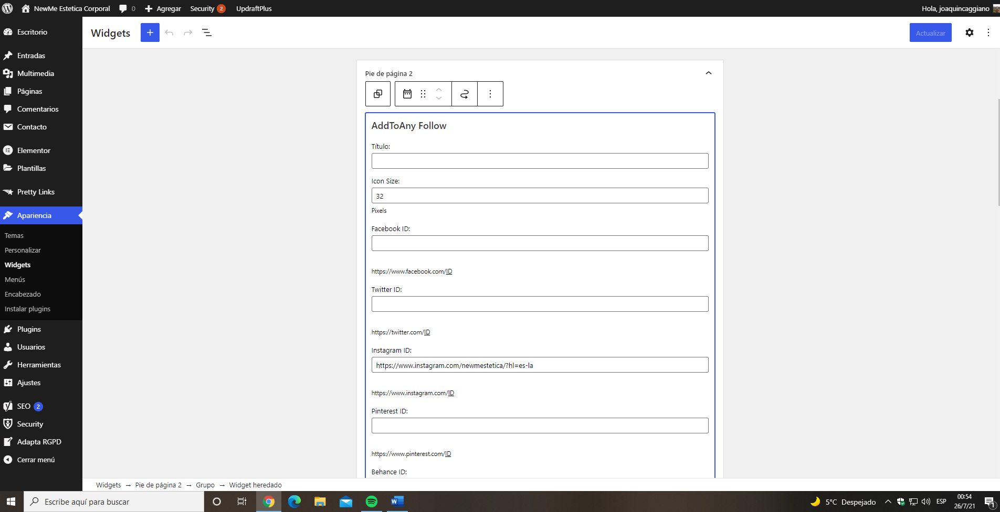 NewMe Estetica Corporal 0 Agregar Security 2 UpdraftPlus Hola, joaquincaggiano
Escritorio
Entradas
Multimedia
Páginas
Comentarios
Contacto
Elementor
Plantillas
Pretty Links
Apariencia
Temas
Personalizar
Widgets
Menús
Encabezado
Instalar plugins
Plugins
Usuarios
Herramientas
Ajustes
SEO 2
Security
Adapta RGPD
Cerrar menú
Widgets + Actualizar
Pie de página 2
AddToAny Follow
Título:
Icon Size:
32
Pixels
Facebook ID:
https://www.facebook.com/ID
Twitter ID:
https://twitter.com/ID
Instagram ID:
https://www.instagram.com/newmestetica/?hl=es-la
https://www.instagram.com/ID
Pinterest ID:
https://www.pinterest.com/ID
Behance ID:
Widgets → Pie de página 2 → Grupo → Widget heredado
Escribe aquí para buscar
5°C Despejado ESP
00:54
26/7/21
1